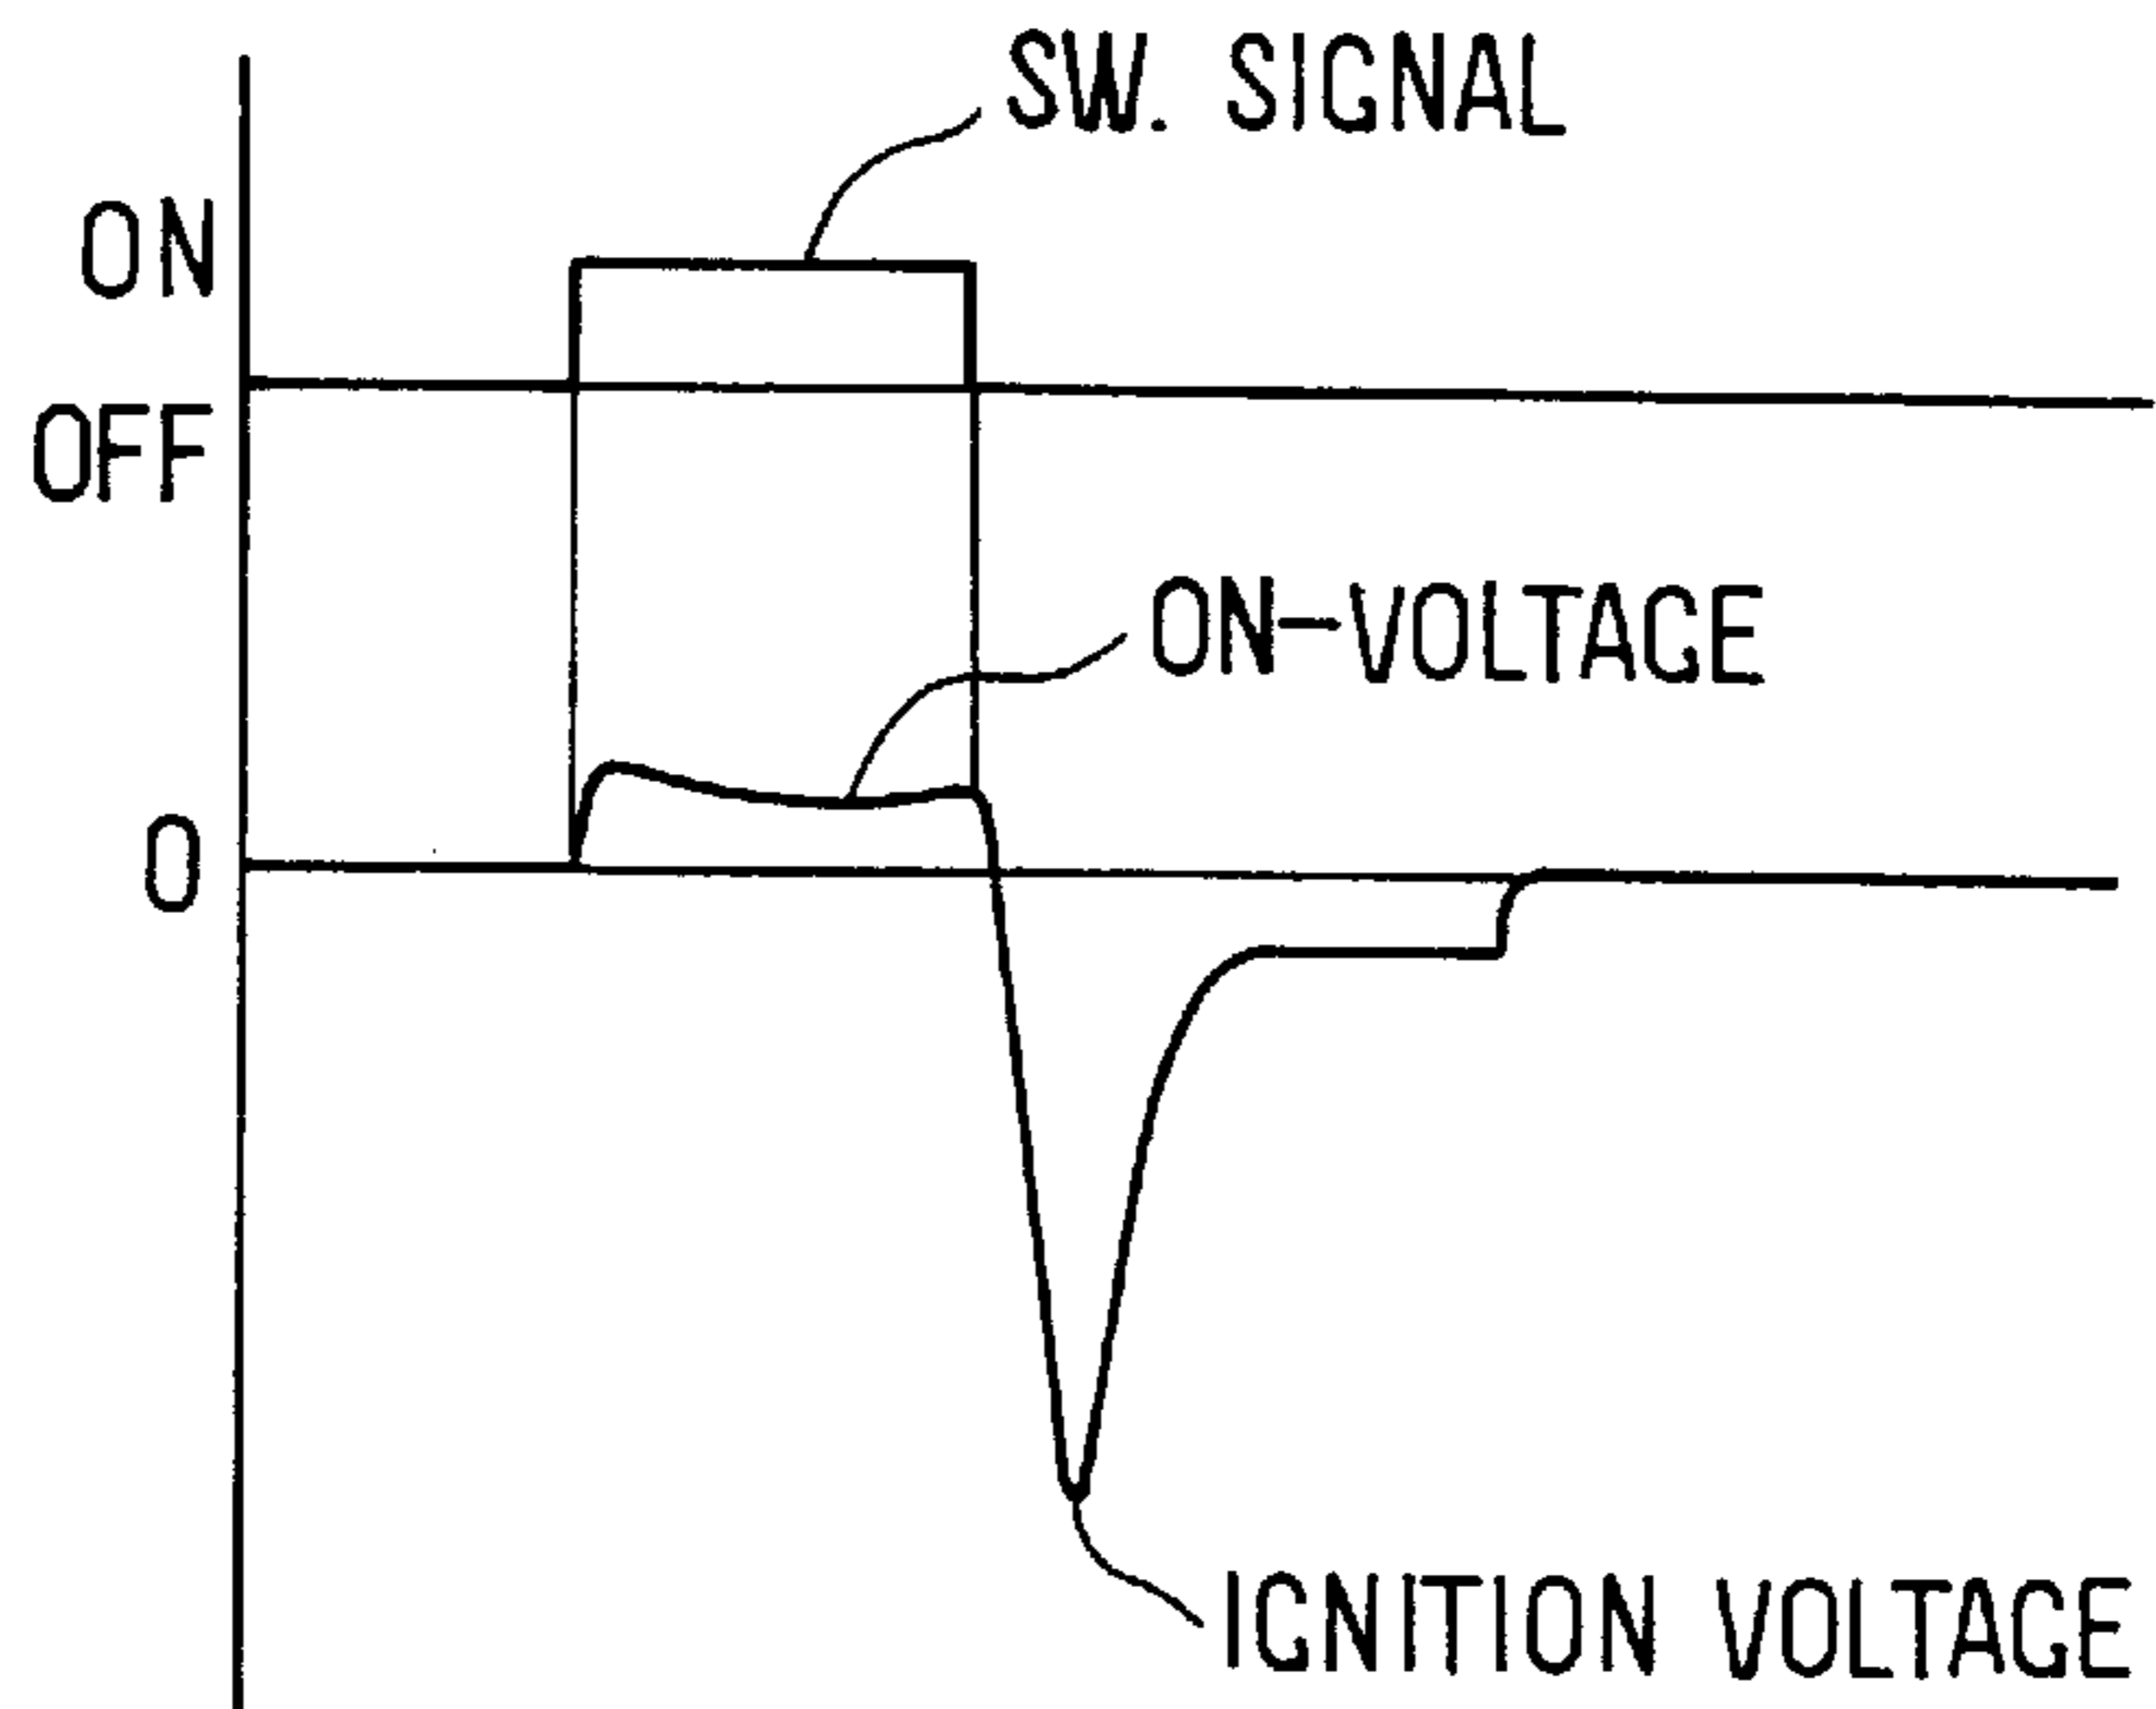 SW. SIGNAL
ON
OFF
ON-VOLTAGE
0
IGNITION VOLTAGE